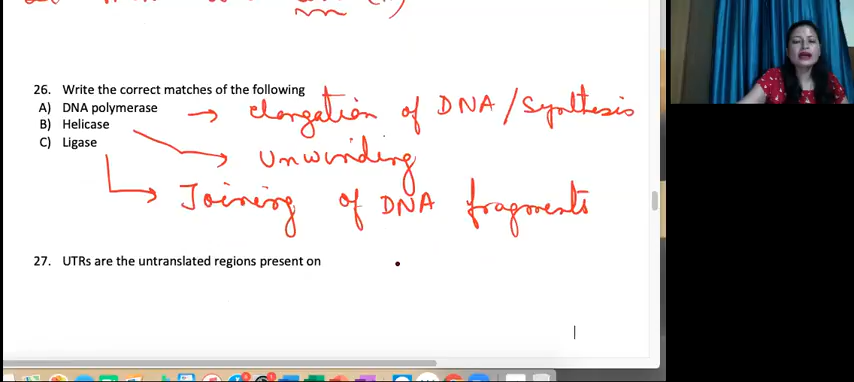 26. Write the correct matches of the following
A) DNA polymerase → Elongation of DNA/Synthesis
B) Helicase → Unwinding
C) Ligase → Joining of DNA fragments
27. UTRs are the untranslated regions present on